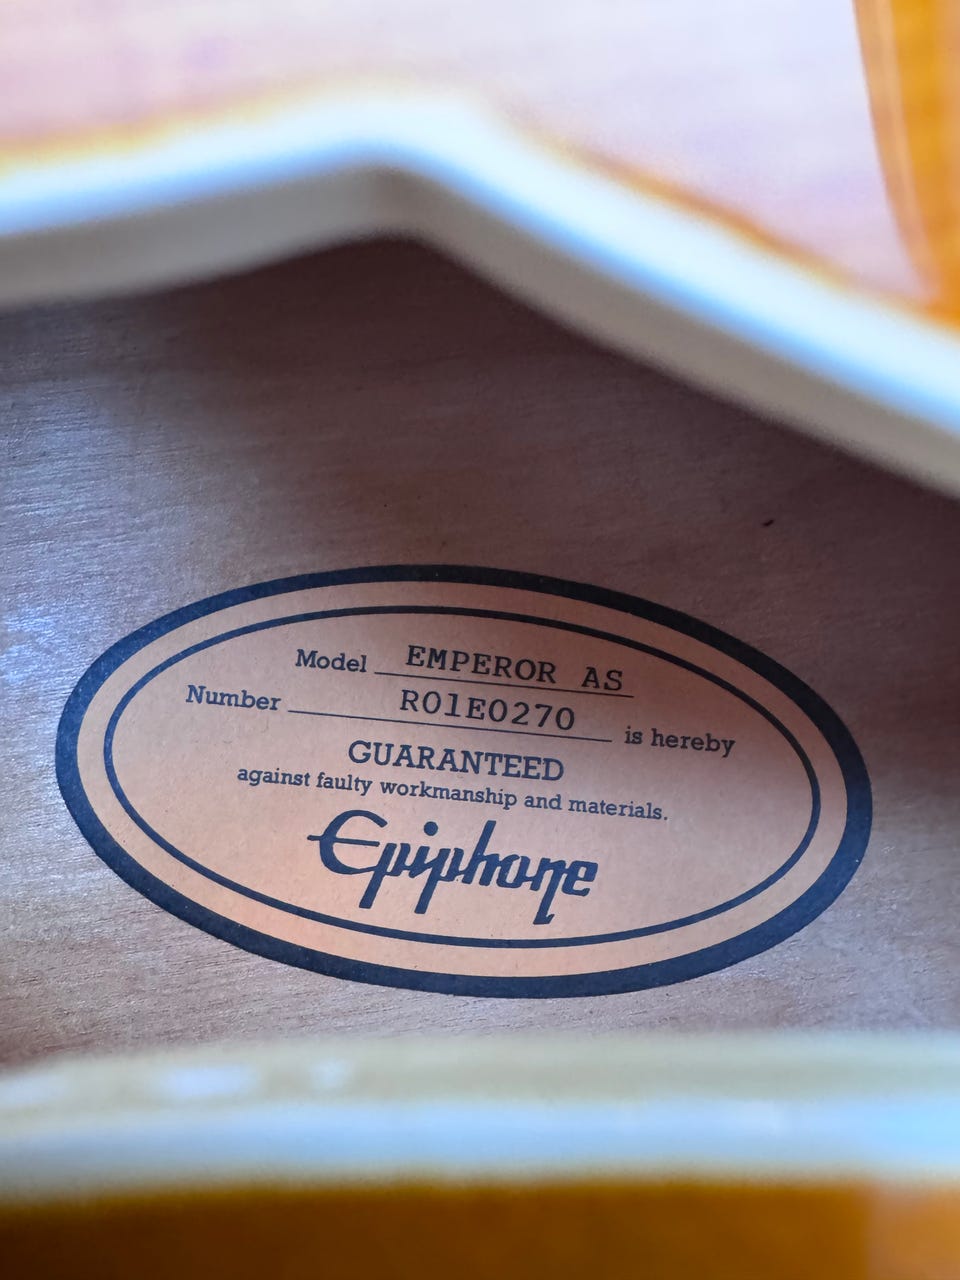 Model EMPEROR AS
Number R01E0270 is hereby
GUARANTEED
against faulty workmanship and materials.
Epiphone